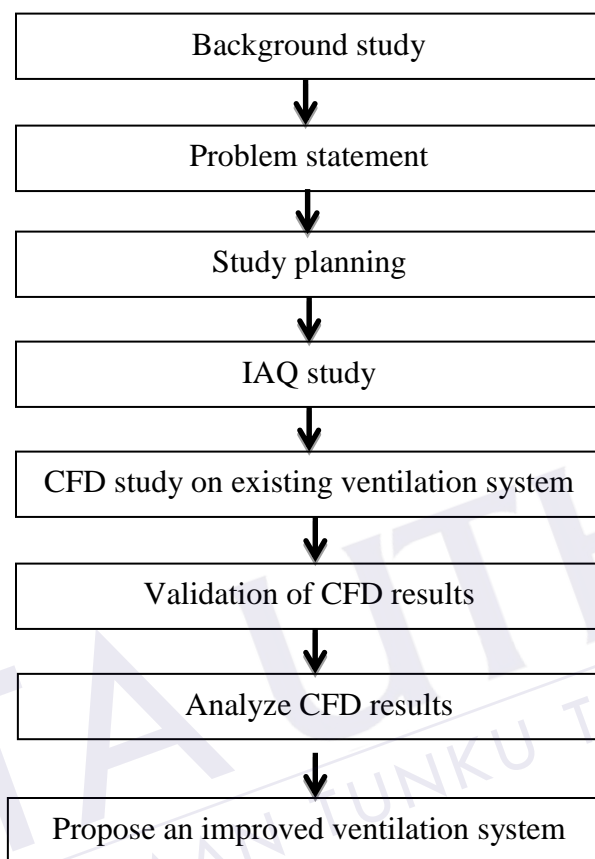 Background study
Problem statement
Study planning
IAQ study
CFD study on existing ventilation system
Validation of CFD results
Analyze CFD results
Propose an improved ventilation system